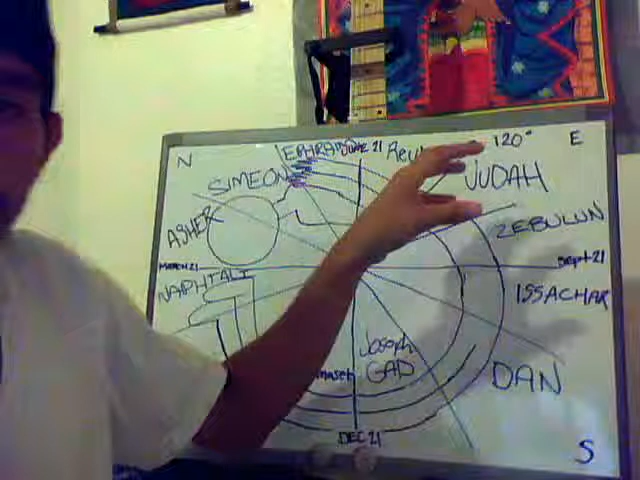 N
EPHRAIM
JUNE 21
120°
E
SIMEON
JUDAH
ASHER
ZEBULUN
MARCH 21
Sept 21
NAPHTALI
ISSACHAR
Joseph
GAD
DAN
DEC 21
S